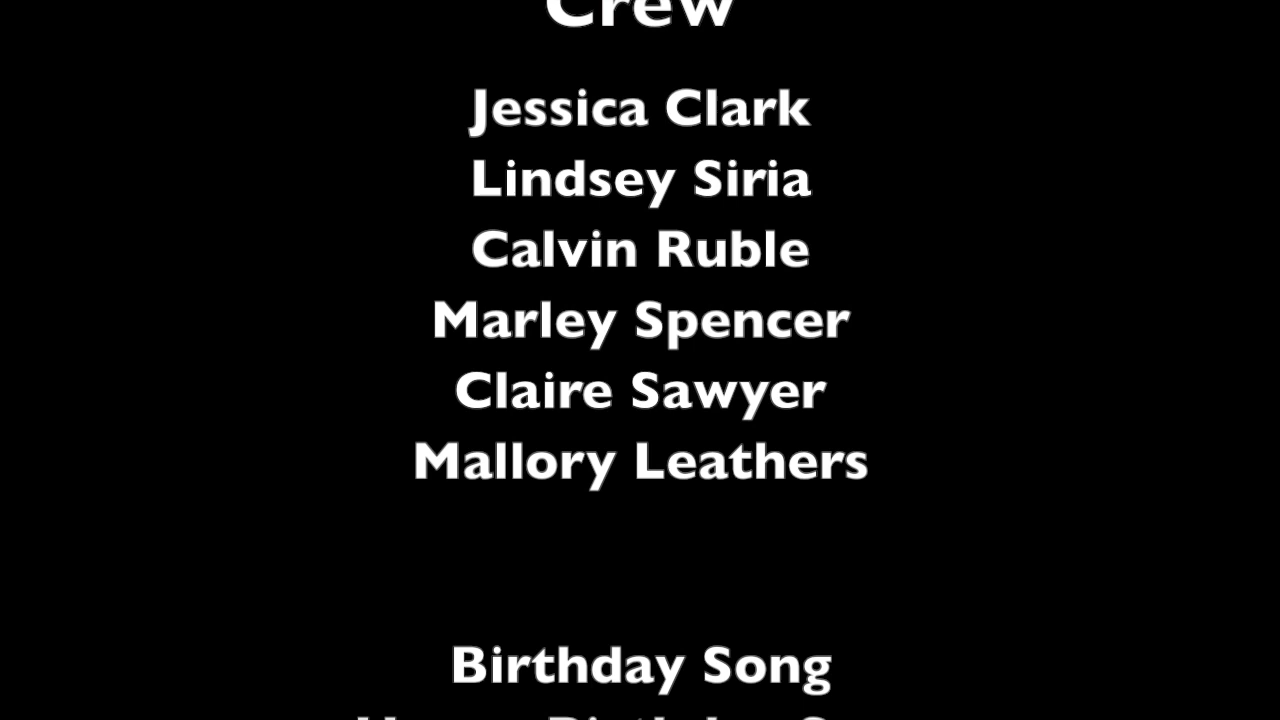 Crew
Jessica Clark
Lindsey Siria
Calvin Ruble
Marley Spencer
Claire Sawyer
Mallory Leathers
Birthday Song